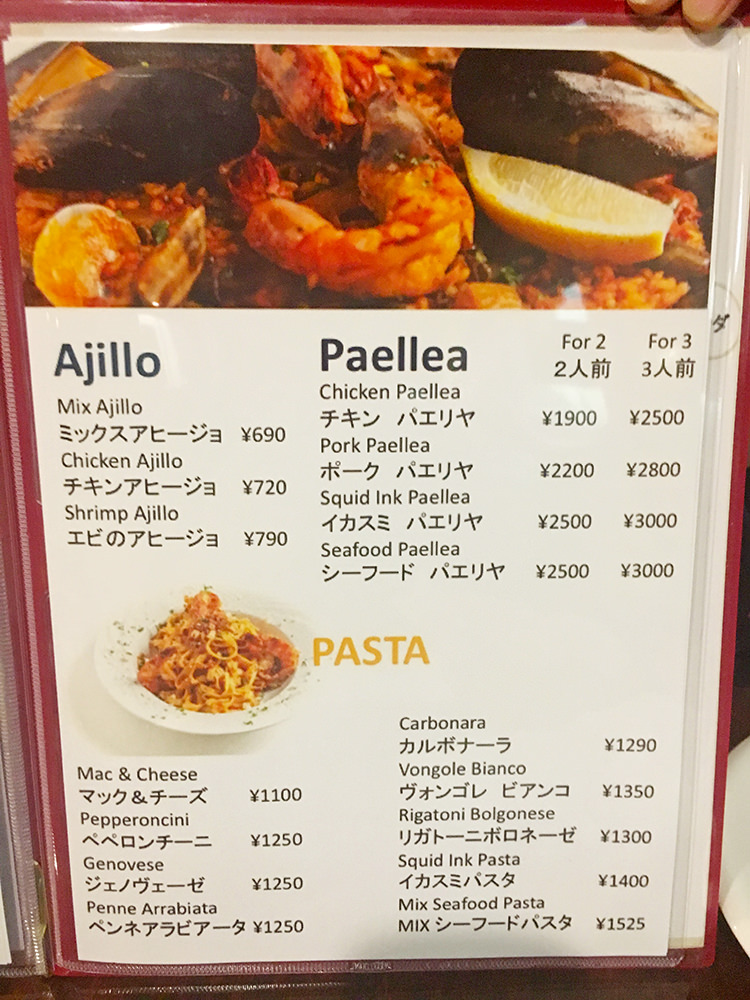 Ajillo
Mix Ajillo
ミックスアヒージョ ¥690
Chicken Ajillo
チキンアヒージョ ¥720
Shrimp Ajillo
エビのアヒージョ ¥790
Paellea For 2 For 3
2人前 3人前
Chicken Paellea
チキン パエリヤ ¥1900 ¥2500
Pork Paellea
ポーク パエリヤ ¥2200 ¥2800
Squid Ink Paellea
イカスミ パエリヤ ¥2500 ¥3000
Seafood Paellea
シーフード パエリヤ ¥2500 ¥3000
PASTA
Mac & Cheese
マック&チーズ ¥1100
Pepperoncini
ペペロンチーニ ¥1250
Genovese
ジェノヴェーゼ ¥1250
Penne Arrabiata
ペンネアラビアータ ¥1250
Carbonara
カルボナーラ ¥1290
Vongole Bianco
ヴォンゴレ ビアンコ ¥1350
Rigatoni Bolgonese
リガトーニボロネーゼ ¥1300
Squid Ink Pasta
イカスミパスタ ¥1400
Mix Seafood Pasta
MIX シーフードパスタ ¥1525
ダ